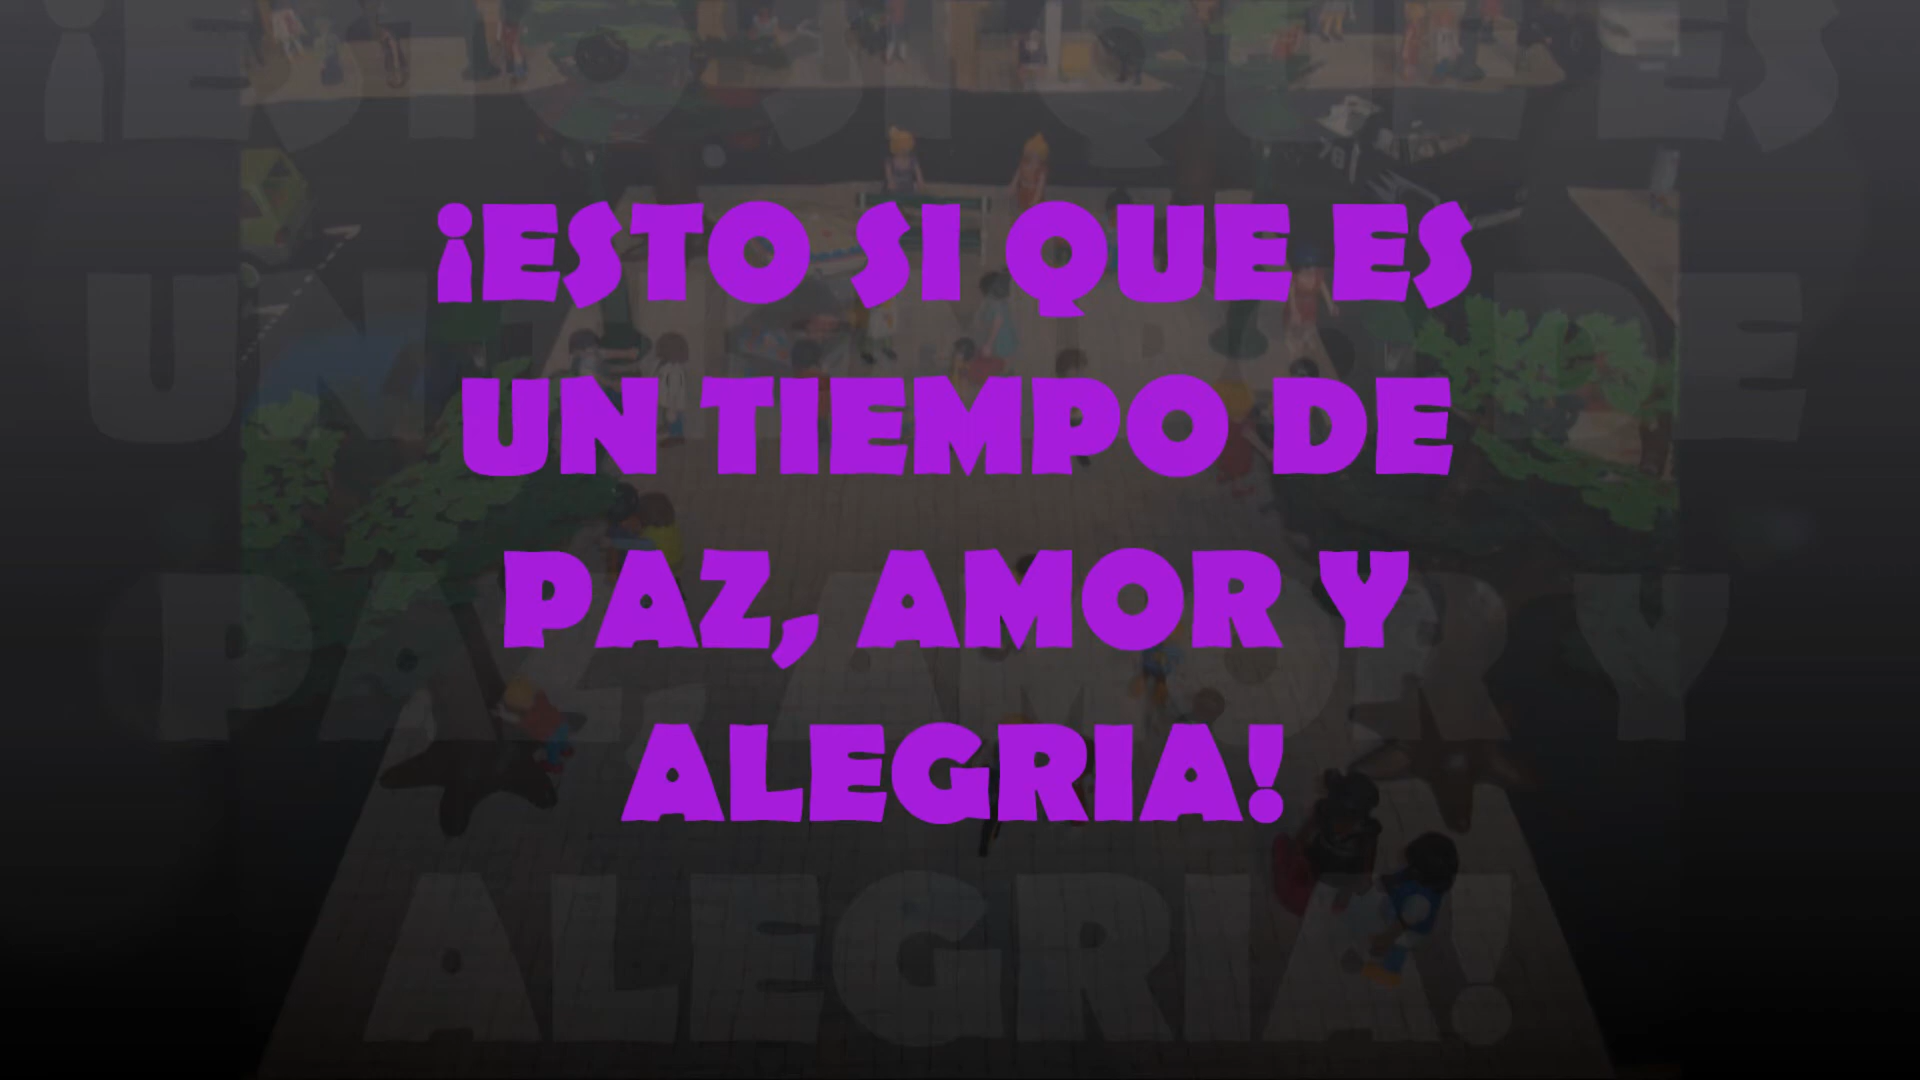 ¡ESTO SI QUE ES
UN TIEMPO DE
PAZ, AMOR Y
ALEGRIA!